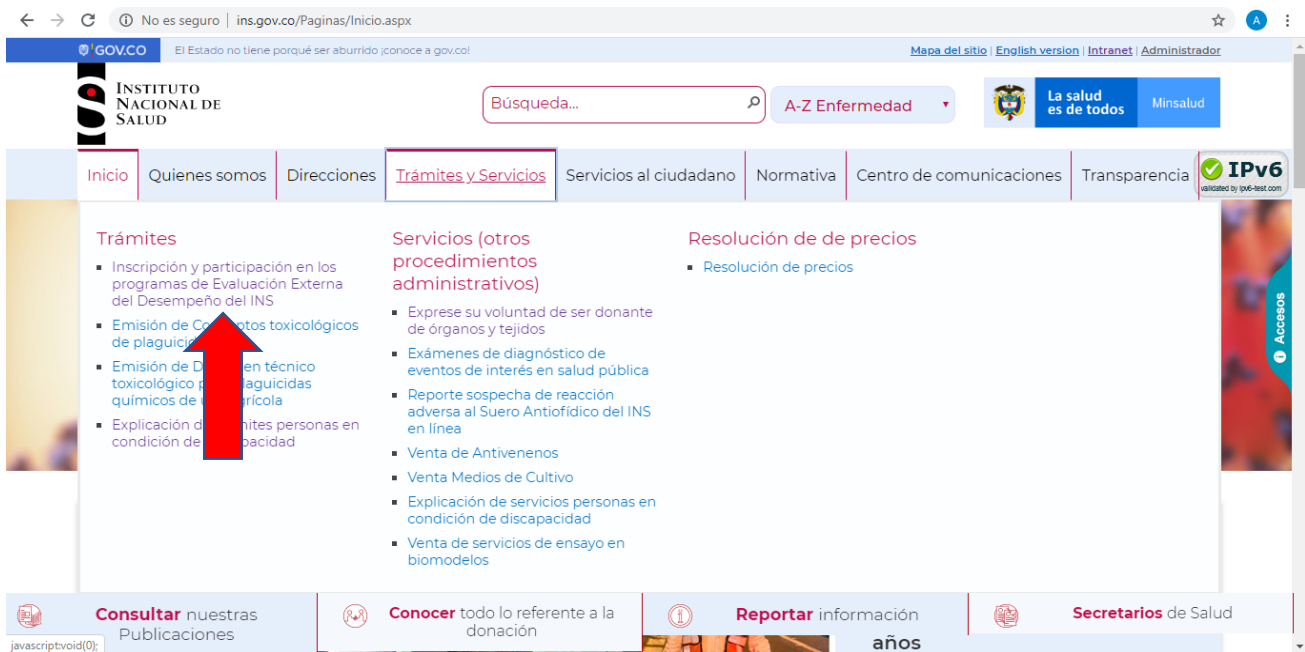 No es seguro | ins.gov.co/Paginas/Inicio.aspx
A
GOV.CO El Estado no tiene porqué ser aburrido ¡conoce a gov.co!
Mapa del sitio | English version | Intranet | Administrador
INSTITUTO
NACIONAL DE
SALUD
Búsqueda...
A-Z Enfermedad
La salud
es de todos
Minsalud
Inicio
Quienes somos
Direcciones
Trámites y Servicios
Servicios al ciudadano
Normativa
Centro de comunicaciones
Transparencia
IPv6
validated by ipv6-test.com
Trámites
Inscripción y participación en los
programas de Evaluación Externa
del Desempeño del INS
Emisión de toxicológicos
de
Emisión de técnico
toxicológico
químicos de
Explicación personas en
condición de
Servicios (otros
procedimientos
administrativos)
Exprese su voluntad de ser donante
de órganos y tejidos
Exámenes de diagnóstico de
eventos de interés en salud pública
Reporte sospecha de reacción
adversa al Suero Antiofídico del INS
en línea
Venta de Antivenenos
Venta Medios de Cultivo
Explicación de servicios personas en
condición de discapacidad
Venta de servicios de ensayo en
biomodelos
Resolución de de precios
Resolución de precios
Accesos
Consultar nuestras
Publicaciones
Conocer todo lo referente a la
donación
Reportar información
Secretarios de Salud
años
javascript:void(0);